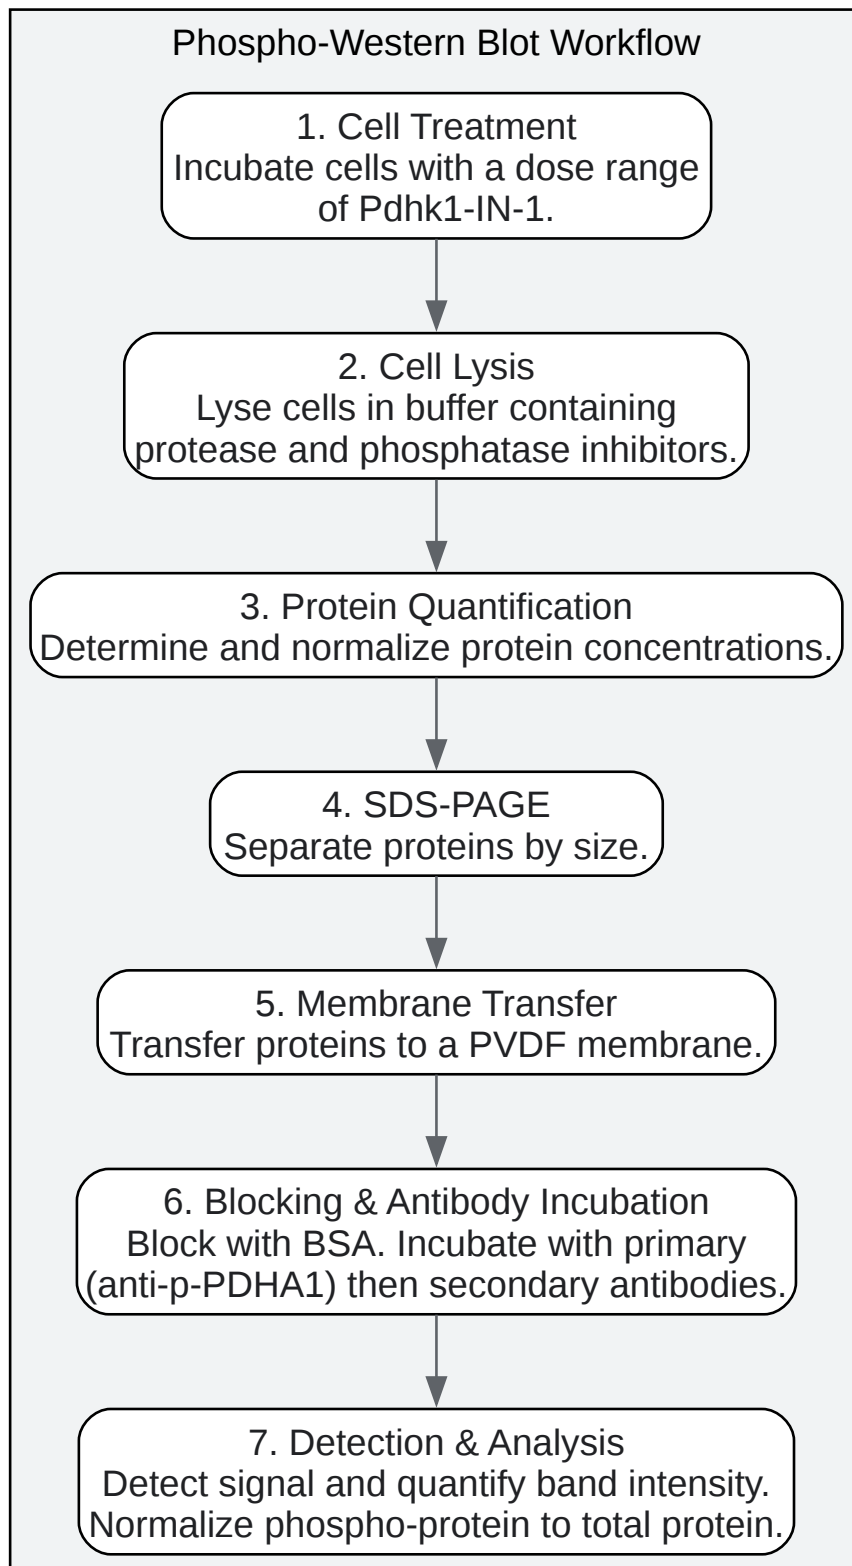 Phospho-Western Blot Workflow
1. Cell Treatment
Incubate cells with a dose range
of Pdhk1-IN-1.
2. Cell Lysis
Lyse cells in buffer containing
protease and phosphatase inhibitors.
3. Protein Quantification
Determine and normalize protein concentrations.
4. SDS-PAGE
Separate proteins by size.
5. Membrane Transfer
Transfer proteins to a PVDF membrane.
6. Blocking & Antibody Incubation
Block with BSA. Incubate with primary
(anti-p-PDHA1) then secondary antibodies.
7. Detection & Analysis
Detect signal and quantify band intensity.
Normalize phospho-protein to total protein.